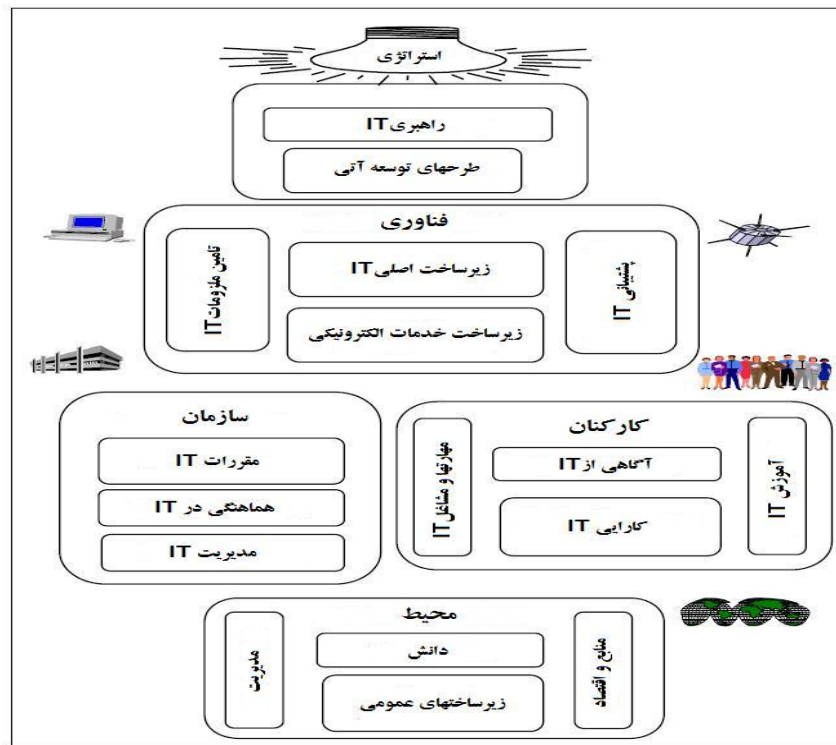 استراتژی
راهبری IT
طرحهای توسعه آتی
فناوری
پشتیبانی IT
زیرساخت اصلی IT
زیرساخت خدمات الکترونیکی
تامین ملزومات IT
کارکنان
آموزش IT
آگاهی از IT
کارایی IT
مهارتها و مشاغل IT
سازمان
مقررات IT
هماهنگی در IT
مدیریت IT
محیط
منابع و اقتصاد
دانش
زیرساختهای عمومی
مدیریت